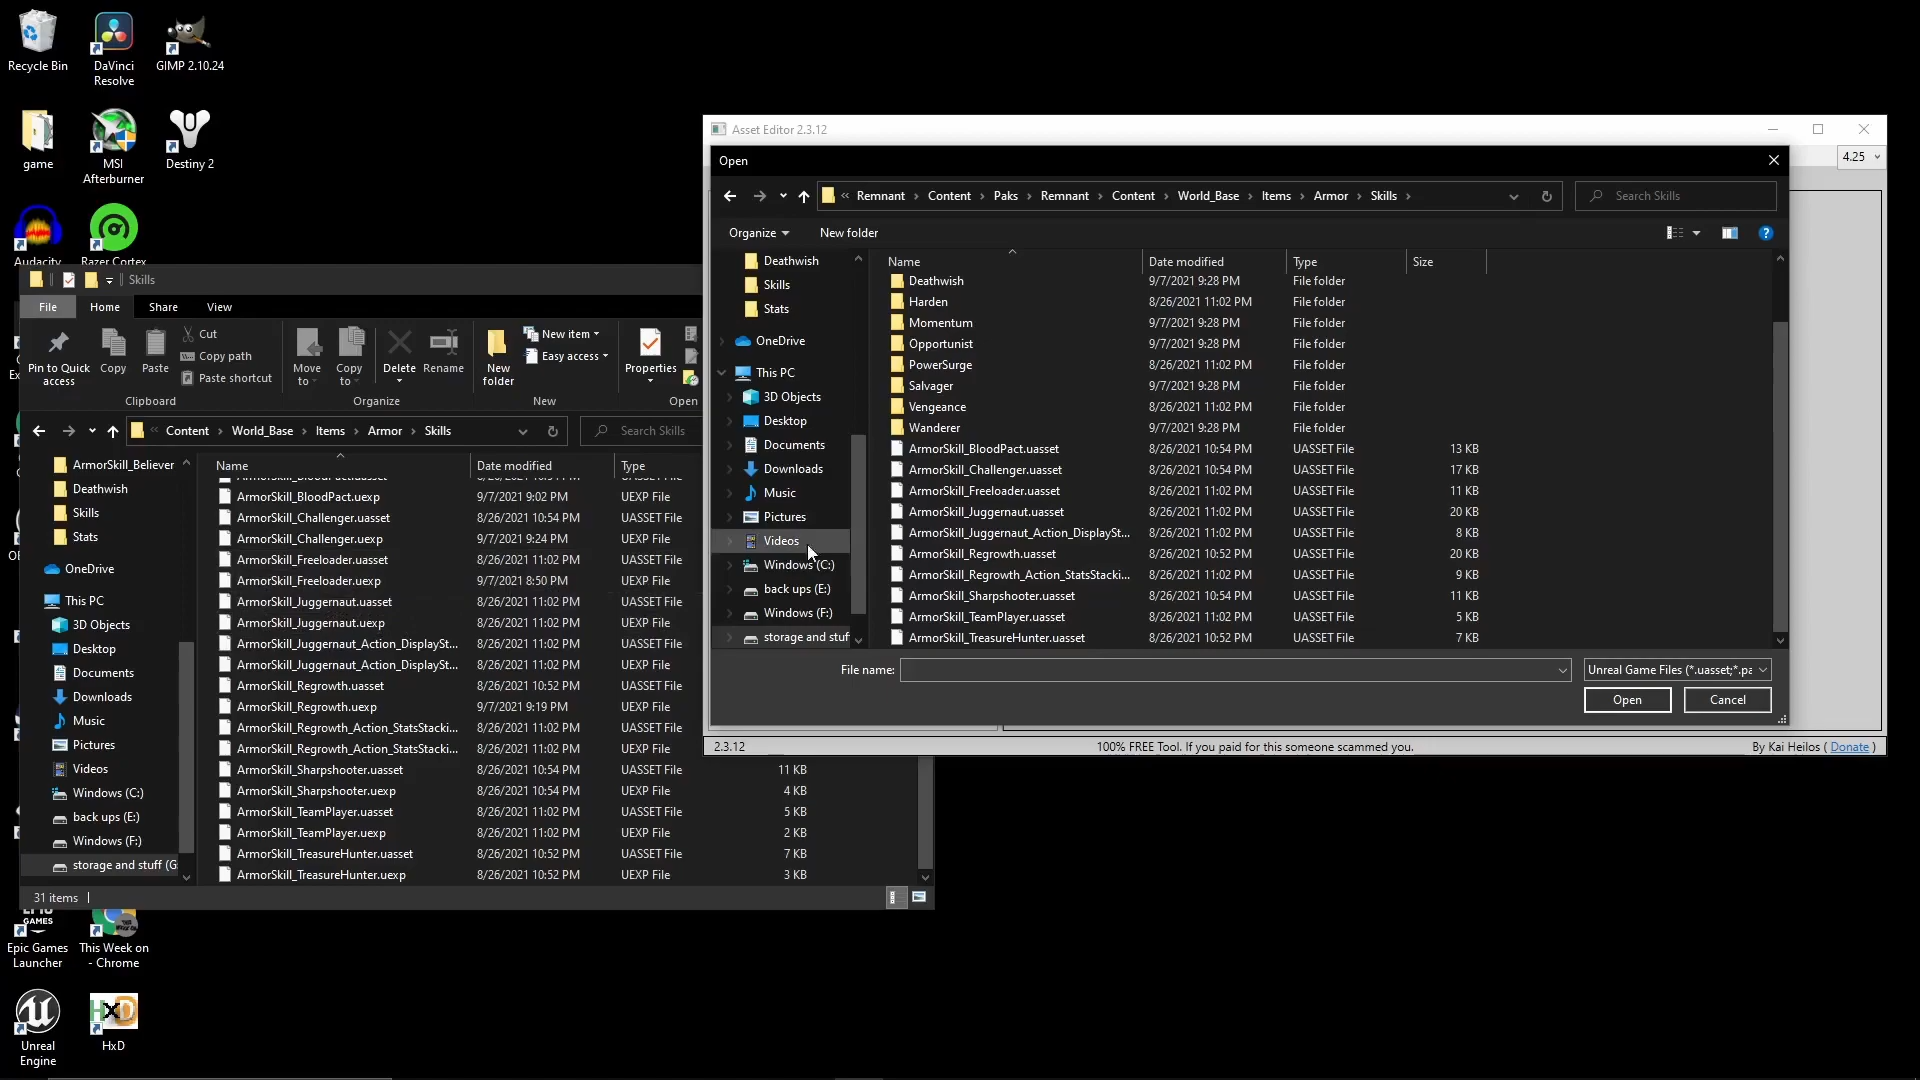 Recycle Bin
DaVinci Resolve
GIMP 2.10.24
game
MSI Afterburner
Destiny 2
Audacity
Razer Cortex
Skills
File Home Share View
Pin to Quick access
Copy
Paste
Cut
Copy path
Paste shortcut
Move to
Copy to
Delete
Rename
New folder
New item
Easy access
Properties
Clipboard
Organize
New
Open
Content > World_Base > Items > Armor > Skills
Search Skills
ArmorSkill_Believer
Deathwish
Skills
Stats
OneDrive
This PC
3D Objects
Desktop
Documents
Downloads
Music
Pictures
Videos
Windows (C:)
back ups (E:)
Windows (F:)
storage and stuff (G
Name Date modified Type
ArmorSkill_BloodPact.uexp 9/7/2021 9:02 PM UEXP File
ArmorSkill_Challenger.uasset 8/26/2021 10:54 PM UASSET File
ArmorSkill_Challenger.uexp 9/7/2021 9:24 PM UEXP File
ArmorSkill_Freeloader.uasset 8/26/2021 11:02 PM UASSET File
ArmorSkill_Freeloader.uexp 9/7/2021 8:50 PM UEXP File
ArmorSkill_Juggernaut.uasset 8/26/2021 11:02 PM UASSET File
ArmorSkill_Juggernaut.uexp 8/26/2021 11:02 PM UEXP File
ArmorSkill_Juggernaut_Action_DisplaySt... 8/26/2021 11:02 PM UASSET File
ArmorSkill_Juggernaut_Action_DisplaySt... 8/26/2021 11:02 PM UEXP File
ArmorSkill_Regrowth.uasset 8/26/2021 10:52 PM UASSET File
ArmorSkill_Regrowth.uexp 9/7/2021 9:19 PM UEXP File
ArmorSkill_Regrowth_Action_StatsStacki... 8/26/2021 11:02 PM UASSET File
ArmorSkill_Regrowth_Action_StatsStacki... 8/26/2021 11:02 PM UEXP File
ArmorSkill_Sharpshooter.uasset 8/26/2021 10:54 PM UASSET File 11 KB
ArmorSkill_Sharpshooter.uexp 8/26/2021 10:54 PM UEXP File 4 KB
ArmorSkill_TeamPlayer.uasset 8/26/2021 11:02 PM UASSET File 5 KB
ArmorSkill_TeamPlayer.uexp 8/26/2021 11:02 PM UEXP File 2 KB
ArmorSkill_TreasureHunter.uasset 8/26/2021 10:52 PM UASSET File 7 KB
ArmorSkill_TreasureHunter.uexp 8/26/2021 10:52 PM UEXP File 3 KB
31 items
Asset Editor 2.3.12
4.25
Open
« Remnant > Content > Paks > Remnant > Content > World_Base > Items > Armor > Skills >
Search Skills
Organize
New folder
Deathwish
Skills
Stats
OneDrive
This PC
3D Objects
Desktop
Documents
Downloads
Music
Pictures
Videos
Windows (C:)
back ups (E:)
Windows (F:)
storage and stuf
Name Date modified Type Size
Deathwish 9/7/2021 9:28 PM File folder
Harden 8/26/2021 11:02 PM File folder
Momentum 9/7/2021 9:28 PM File folder
Opportunist 9/7/2021 9:28 PM File folder
PowerSurge 8/26/2021 11:02 PM File folder
Salvager 9/7/2021 9:28 PM File folder
Vengeance 8/26/2021 11:02 PM File folder
Wanderer 9/7/2021 9:28 PM File folder
ArmorSkill_BloodPact.uasset 8/26/2021 10:54 PM UASSET File 13 KB
ArmorSkill_Challenger.uasset 8/26/2021 10:54 PM UASSET File 17 KB
ArmorSkill_Freeloader.uasset 8/26/2021 11:02 PM UASSET File 11 KB
ArmorSkill_Juggernaut.uasset 8/26/2021 11:02 PM UASSET File 20 KB
ArmorSkill_Juggernaut_Action_DisplaySt... 8/26/2021 11:02 PM UASSET File 8 KB
ArmorSkill_Regrowth.uasset 8/26/2021 10:52 PM UASSET File 20 KB
ArmorSkill_Regrowth_Action_StatsStacki... 8/26/2021 11:02 PM UASSET File 9 KB
ArmorSkill_Sharpshooter.uasset 8/26/2021 10:54 PM UASSET File 11 KB
ArmorSkill_TeamPlayer.uasset 8/26/2021 11:02 PM UASSET File 5 KB
ArmorSkill_TreasureHunter.uasset 8/26/2021 10:52 PM UASSET File 7 KB
File name:
Unreal Game Files (*.uasset;*.pa
Open
Cancel
2.3.12
100% FREE Tool. If you paid for this someone scammed you.
By Kai Heilos ( Donate )
Epic Games Launcher
This Week on - Chrome
Unreal Engine
HxD